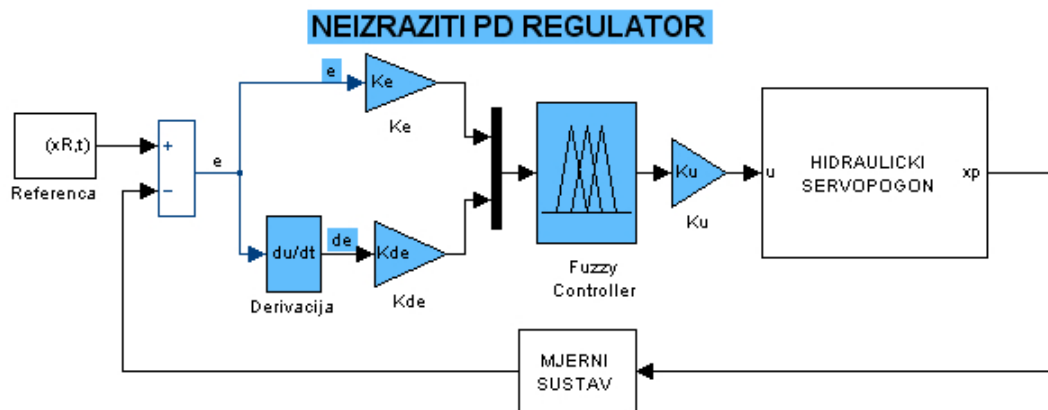 NEIZRAZITI PD REGULATOR
e
Ke
Ke
(xR,t)
Referenca
+
−
e
du/dt
Derivacija
de
Kde
Kde
Fuzzy
Controller
Ku
Ku
u
HIDRAULICKI
SERVOPOGON
xp
MJERNI
SUSTAV